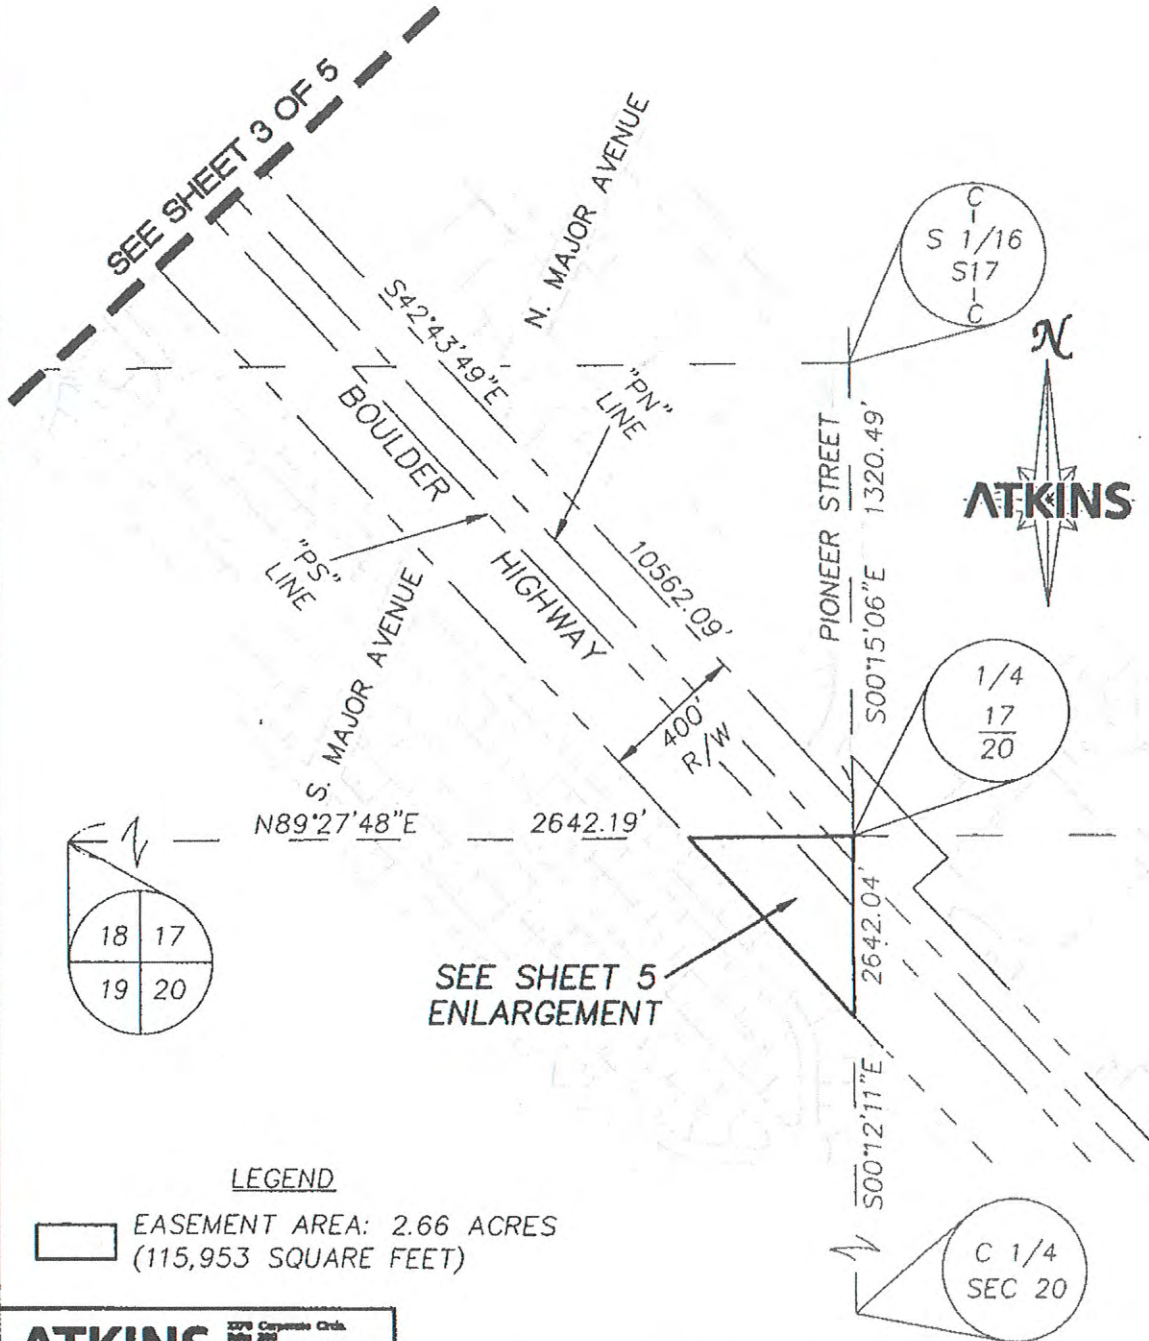 SEE SHEET 3 OF 5
N. MAJOR AVENUE
C
S 1/16
S17
C
N
S42°43'49"E
"PN"
LINE
BOULDER
HIGHWAY
PIONEER STREET
S00°15'06"E 1320.49'
ATKINS
"PS"
LINE
10562.09'
S. MAJOR AVENUE
400'
R/W
1/4
17
20
N89°27'48"E 2642.19'
18 17
19 20
2642.04'
SEE SHEET 5
ENLARGEMENT
S00°12'11"E
LEGEND
EASEMENT AREA: 2.66 ACRES
(115,953 SQUARE FEET)
C 1/4
SEC 20
ATKINS
Corporate Circle